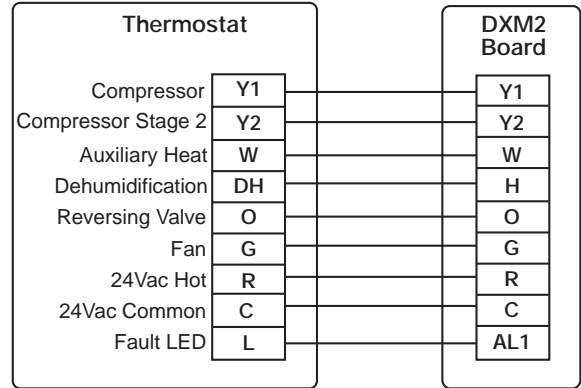 Thermostat
DXM2
Board
Compressor Y1 Y1
Compressor Stage 2 Y2 Y2
Auxiliary Heat W W
Dehumidification DH H
Reversing Valve O O
Fan G G
24Vac Hot R R
24Vac Common C C
Fault LED L AL1